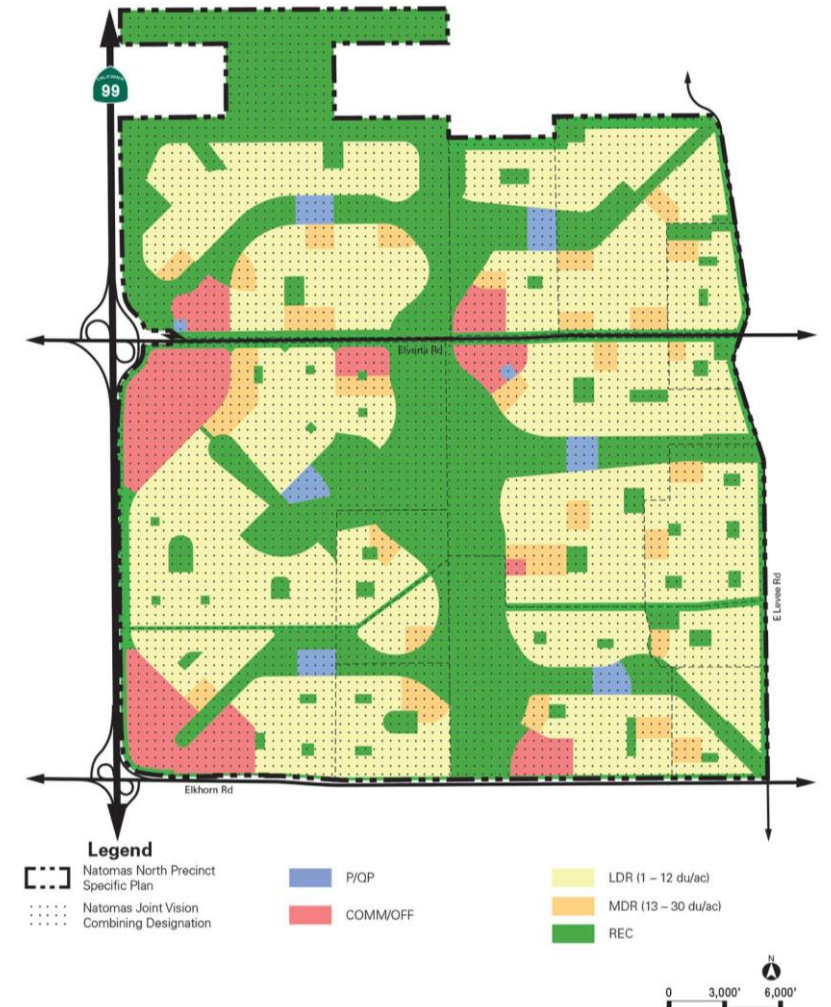 CALIFORNIA
99
Elverta Rd
E Levee Rd
Elkhorn Rd
Legend
Natomas North Precinct
Specific Plan
Natomas Joint Vision
Combining Designation
P/QP
COMM/OFF
LDR (1 – 12 du/ac)
MDR (13 – 30 du/ac)
REC
N
0 3,000’ 6,000’